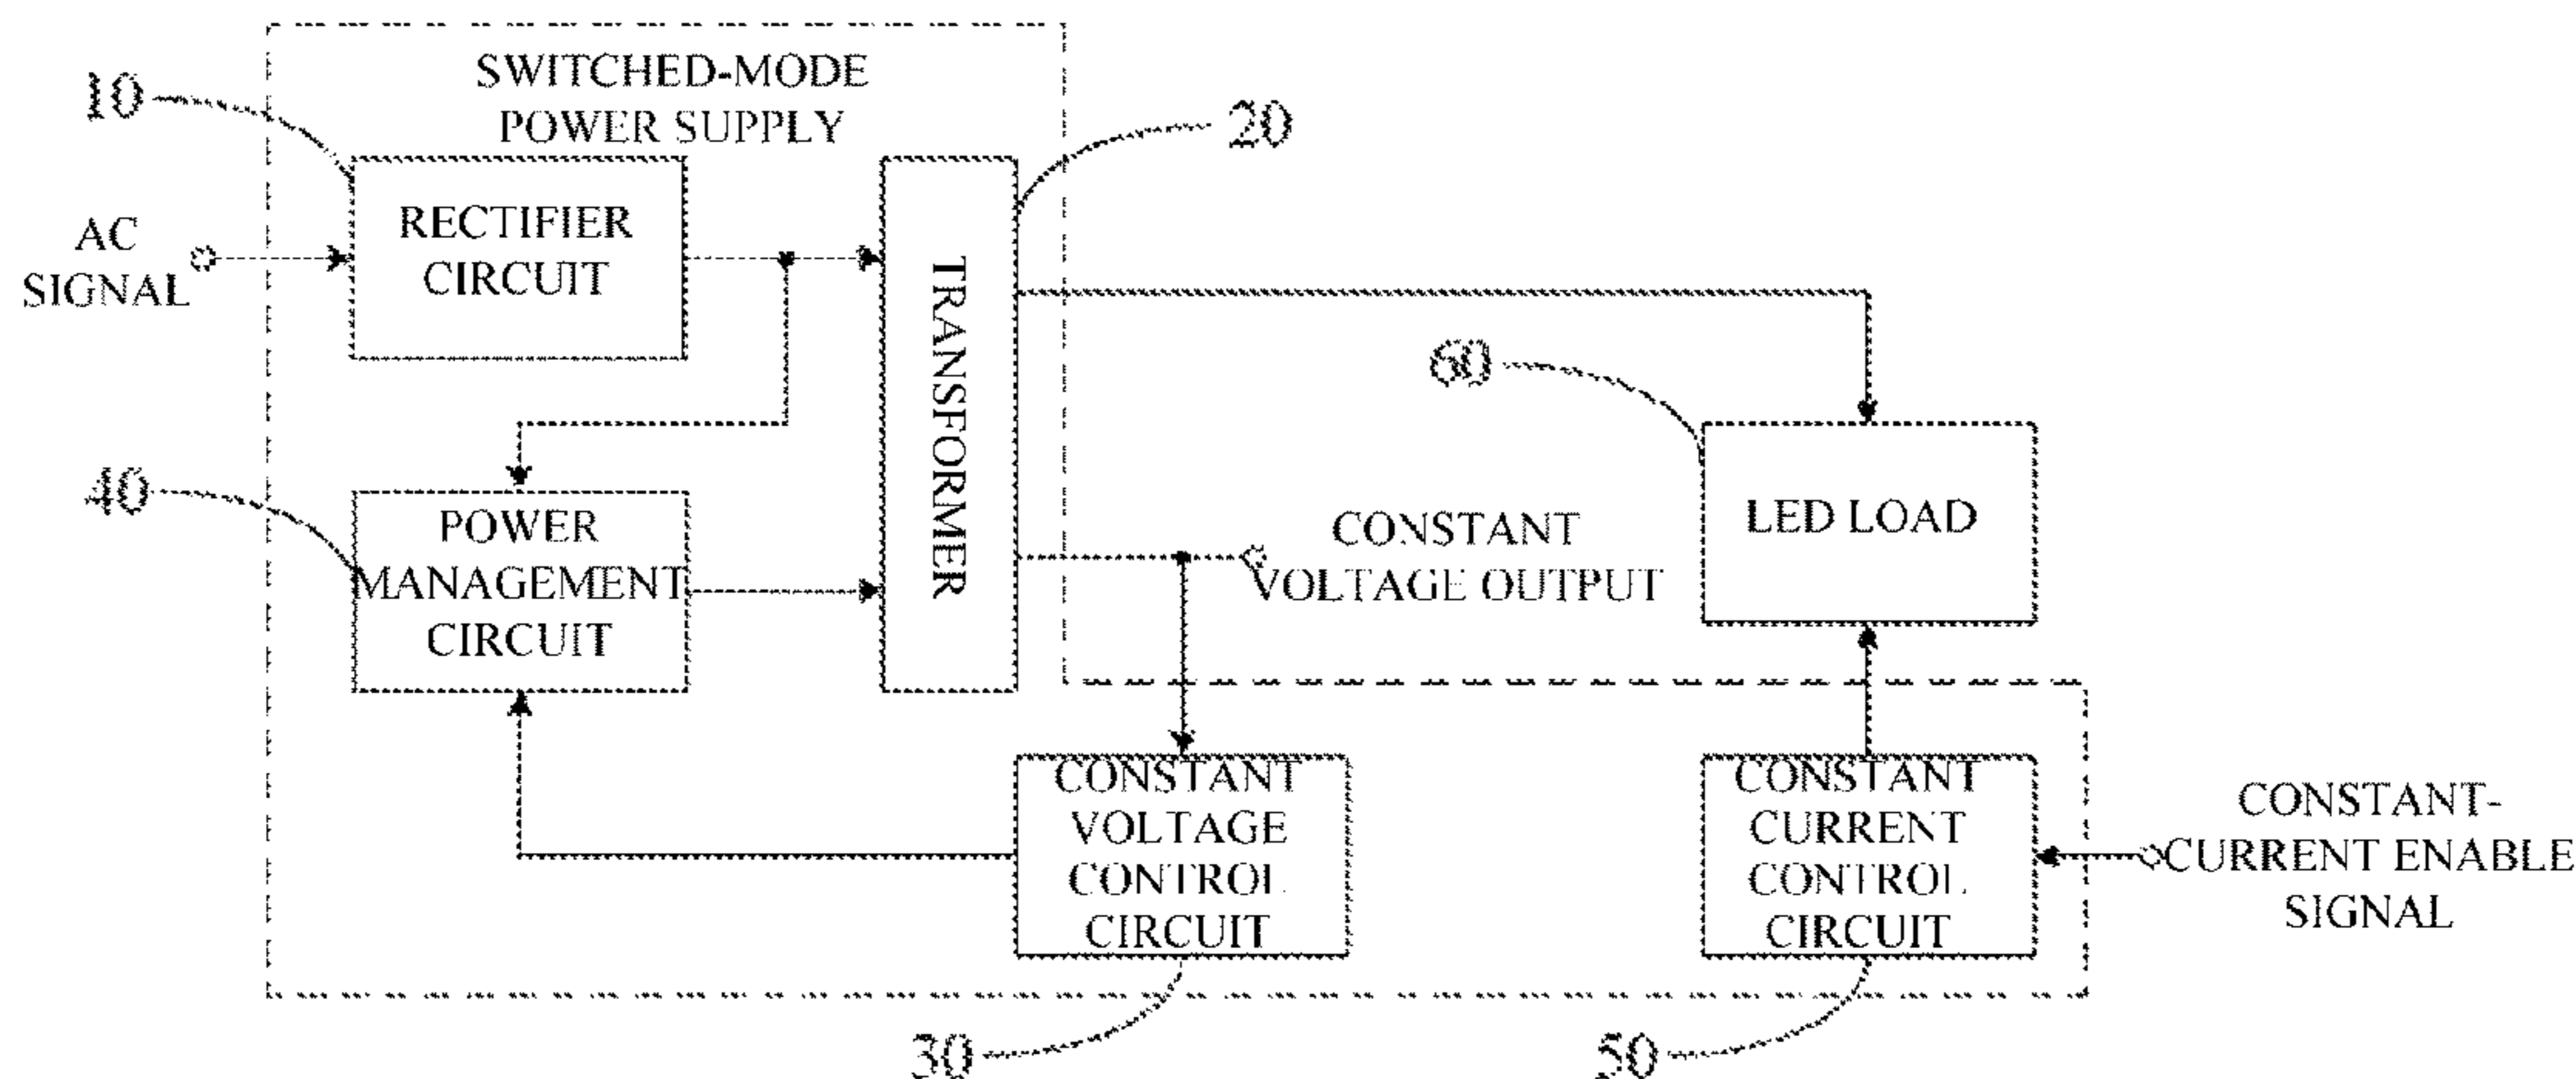 SWITCHED-MODE
POWER SUPPLY
10
20
RECTIFIER
CIRCUIT
AC
SIGNAL
TRANSFORMER
60
40
POWER
MANAGEMENT
CIRCUIT
CONSTANT
VOLTAGE OUTPUT
LED LOAD
CONSTANT
VOLTAGE
CONTROL
CIRCUIT
CONSTANT
CURRENT
CONTROL
CIRCUIT
CONSTANT-
CURRENT ENABLE
SIGNAL
30
50